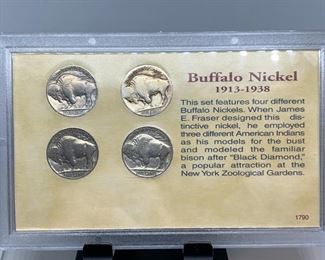 Buffalo Nickel
1913-1938
This set features four different
Buffalo Nickels. When James
E. Fraser designed this dis-
tinctive nickel, he employed
three different American Indians
as his models for the bust
and modeled the familiar
bison after "Black Diamond,"
a popular attraction at the
New York Zoological Gardens.
1790